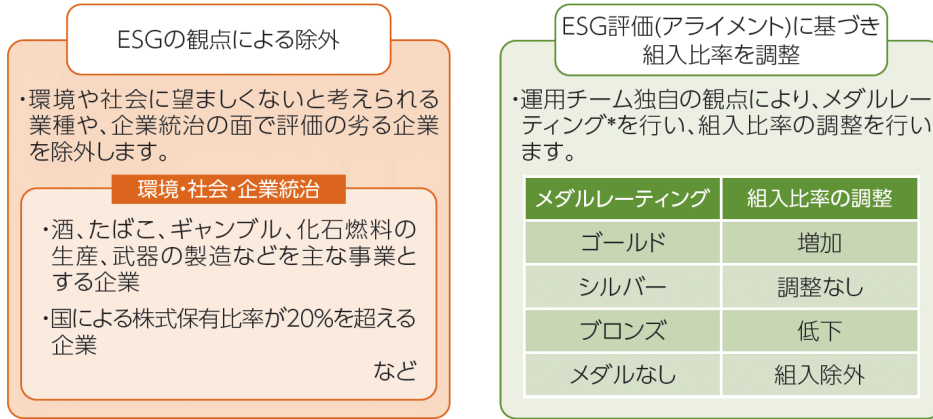 ESGの観点による除外
・環境や社会に望ましくないと考えられる
業種や、企業統治の面で評価の劣る企業
を除外します。
環境・社会・企業統治
・酒、たばこ、ギャンブル、化石燃料の
生産、武器の製造などを主な事業と
する企業
・国による株式保有比率が20%を超える
企業
など
ESG評価(アライメント)に基づき
組入比率を調整
・運用チーム独自の観点により、メダルレー
ティング*を行い、組入比率の調整を行い
ます。
メダルレーティング 組入比率の調整
ゴールド 増加
シルバー 調整なし
ブロンズ 低下
メダルなし 組入除外